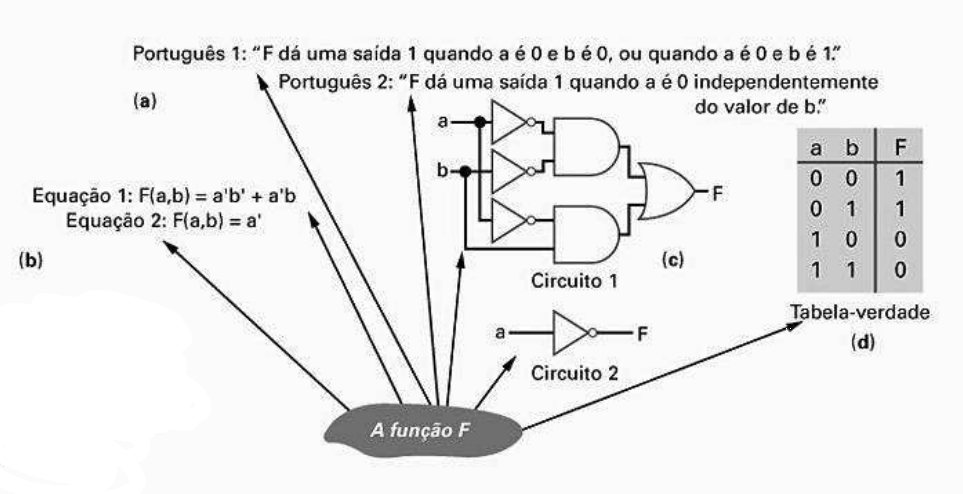 Português 1: “F dá uma saída 1 quando a é 0 e b é 0, ou quando a é 0 e b é 1.”
Português 2: “F dá uma saída 1 quando a é 0 independentemente
do valor de b.”
(a)
Equação 1: F(a,b) = a'b' + a'b
Equação 2: F(a,b) = a'
(b)
a
b
F
Circuito 1
(c)
a
F
Circuito 2
a b F
0 0 1
0 1 1
1 0 0
1 1 0
Tabela-verdade
(d)
A função F